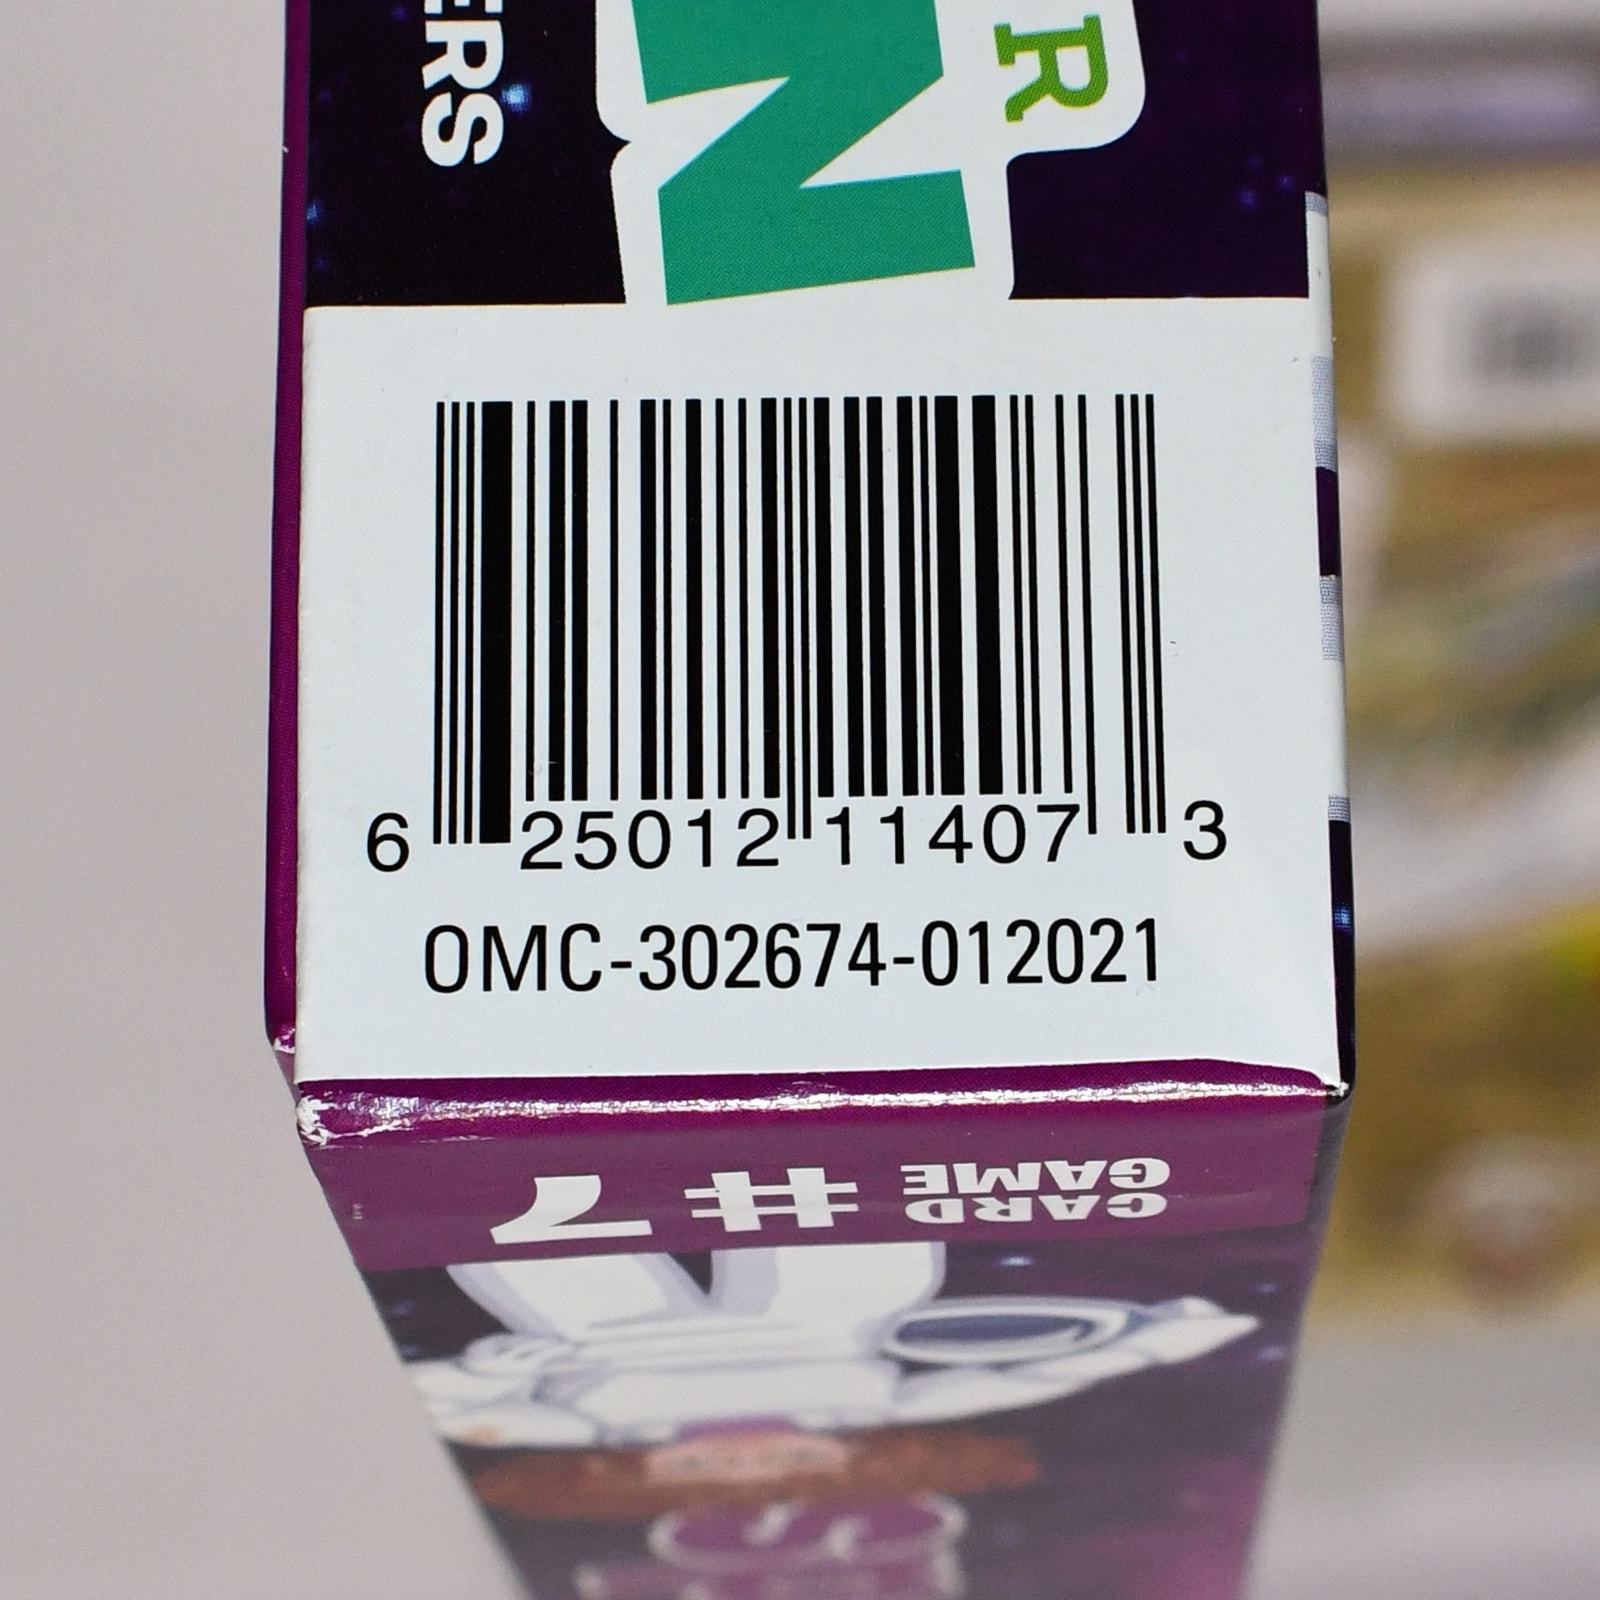 ERS
N
R
6 25012 11407 3
OMC-302674-012021
CARD
GAME
#7